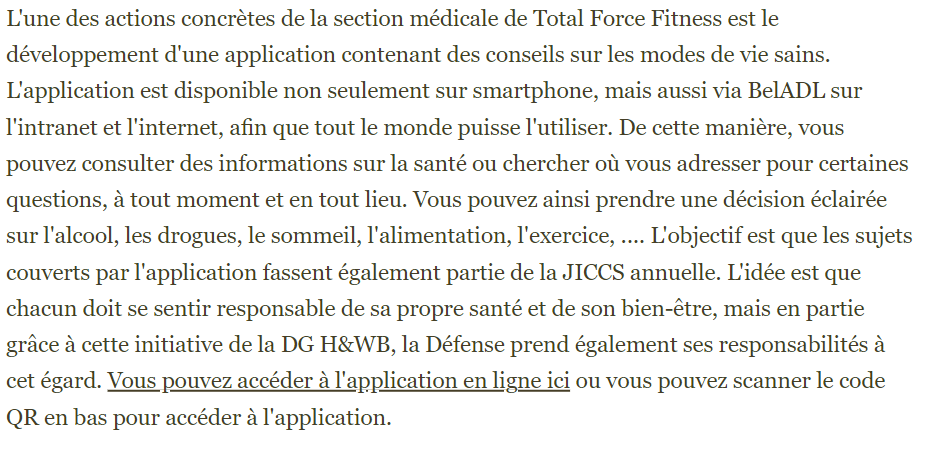 L'une des actions concrètes de la section médicale de Total Force Fitness est le
développement d'une application contenant des conseils sur les modes de vie sains.
L'application est disponible non seulement sur smartphone, mais aussi via BelADL sur
l'intranet et l'internet, afin que tout le monde puisse l'utiliser. De cette manière, vous
pouvez consulter des informations sur la santé ou chercher où vous adresser pour certaines
questions, à tout moment et en tout lieu. Vous pouvez ainsi prendre une décision éclairée
sur l'alcool, les drogues, le sommeil, l'alimentation, l'exercice, .... L'objectif est que les sujets
couverts par l'application fassent également partie de la JICCS annuelle. L'idée est que
chacun doit se sentir responsable de sa propre santé et de son bien-être, mais en partie
grâce à cette initiative de la DG H&WB, la Défense prend également ses responsabilités à
cet égard. Vous pouvez accéder à l'application en ligne ici ou vous pouvez scanner le code
QR en bas pour accéder à l'application.